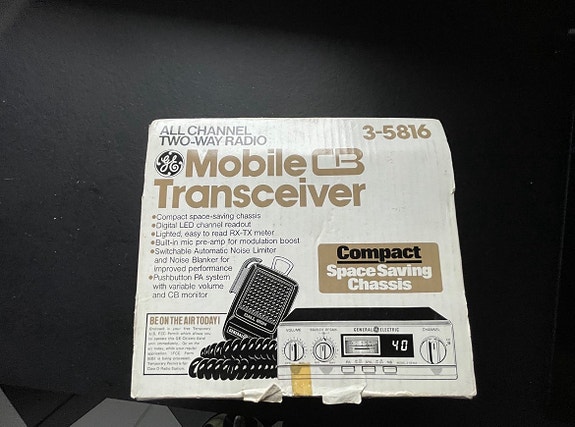 ALL CHANNEL
TWO-WAY RADIO
3-5816
GE Mobile CB
Transceiver
•Compact space-saving chassis
•Digital LED channel readout
•Lighted, easy to read RX-TX meter
•Built-in mic pre-amp for modulation boost
•Switchable Automatic Noise Limiter
and Noise Blanker for
improved performance
•Pushbutton PA system
with variable volume
and CB monitor
Compact
Space Saving
Chassis
BE ON THE AIR TODAY!
VOLUME
GENERAL GE ELECTRIC
CHANNEL
40